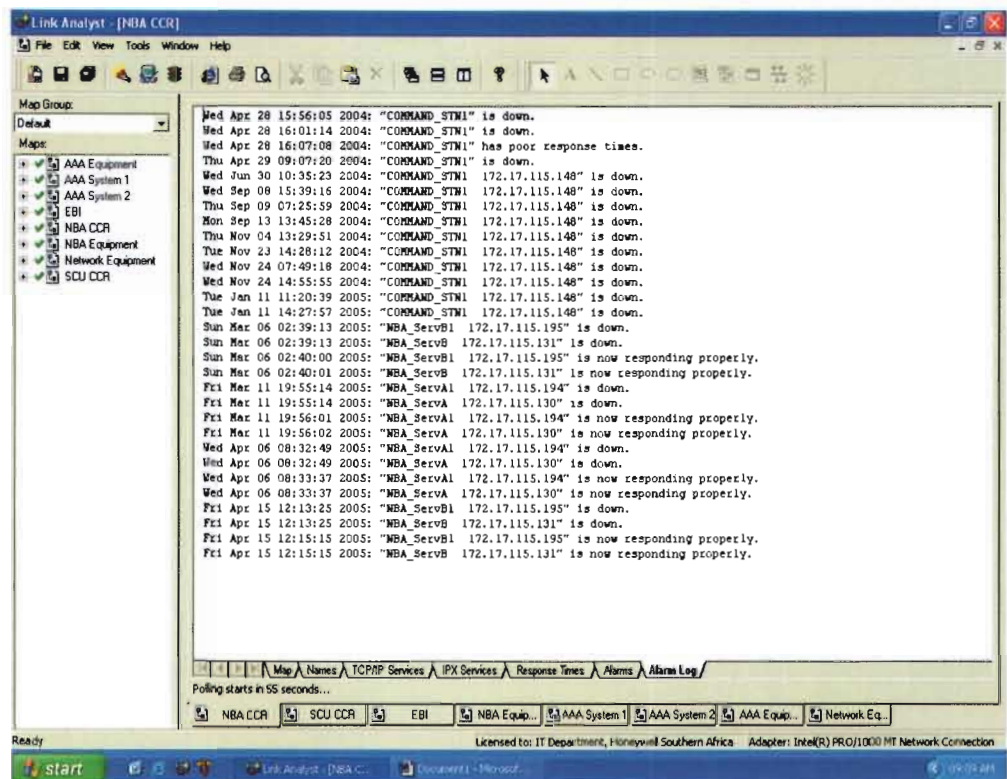 Link Analyst - [NBA CCR]
File Edit View Tools Window Help
Map Group:
Default
Maps:
AAA Equipment
AAA System 1
AAA System 2
EBI
NBA CCR
NBA Equipment
Network Equipment
SCU CCR
Wed Apr 28 15:56:05 2004: "COMMAND_STN1" is down.
Wed Apr 28 16:01:14 2004: "COMMAND_STN1" is down.
Wed Apr 28 16:07:08 2004: "COMMAND_STN1" has poor response times.
Thu Apr 29 09:07:20 2004: "COMMAND_STN1" is down.
Wed Jun 30 10:35:23 2004: "COMMAND_STN1 172.17.115.148" is down.
Wed Sep 08 15:39:16 2004: "COMMAND_STN1 172.17.115.148" is down.
Thu Sep 09 07:25:59 2004: "COMMAND_STN1 172.17.115.148" is down.
Mon Sep 13 13:45:28 2004: "COMMAND_STN1 172.17.115.148" is down.
Thu Nov 04 13:29:51 2004: "COMMAND_STN1 172.17.115.148" is down.
Tue Nov 23 14:28:12 2004: "COMMAND_STN1 172.17.115.148" is down.
Wed Nov 24 07:49:18 2004: "COMMAND_STN1 172.17.115.148" is down.
Wed Nov 24 14:55:55 2004: "COMMAND_STN1 172.17.115.148" is down.
Tue Jan 11 11:20:39 2005: "COMMAND_STN1 172.17.115.148" is down.
Tue Jan 11 14:27:57 2005: "COMMAND_STN1 172.17.115.148" is down.
Sun Mar 06 02:39:13 2005: "NBA_ServB1 172.17.115.195" is down.
Sun Mar 06 02:39:13 2005: "NBA_ServB 172.17.115.131" is down.
Sun Mar 06 02:40:00 2005: "NBA_ServB1 172.17.115.195" is now responding properly.
Sun Mar 06 02:40:01 2005: "NBA_ServB 172.17.115.131" is now responding properly.
Fri Mar 11 19:55:14 2005: "NBA_ServA1 172.17.115.194" is down.
Fri Mar 11 19:55:14 2005: "NBA_ServA 172.17.115.130" is down.
Fri Mar 11 19:56:01 2005: "NBA_ServA1 172.17.115.194" is now responding properly.
Fri Mar 11 19:56:02 2005: "NBA_ServA 172.17.115.130" is now responding properly.
Wed Apr 06 08:32:49 2005: "NBA_ServA1 172.17.115.194" is down.
Wed Apr 06 08:32:49 2005: "NBA_ServA 172.17.115.130" is down.
Wed Apr 06 08:33:37 2005: "NBA_ServA1 172.17.115.194" is now responding properly.
Wed Apr 06 08:33:37 2005: "NBA_ServA 172.17.115.130" is now responding properly.
Fri Apr 15 12:13:25 2005: "NBA_ServB1 172.17.115.195" is down.
Fri Apr 15 12:13:25 2005: "NBA_ServB 172.17.115.131" is down.
Fri Apr 15 12:15:15 2005: "NBA_ServB1 172.17.115.195" is now responding properly.
Fri Apr 15 12:15:15 2005: "NBA_ServB 172.17.115.131" is now responding properly.
Map Names TCP/IP Services IPX Services Response Times Alarms Alarm Log
Polling starts in 55 seconds...
NBA CCR SCU CCR EBI NBA Equip... AAA System 1 AAA System 2 AAA Equip... Network Eq...
Ready Licensed to: IT Department, Honeywell Southern Africa Adapter: Intel(R) PRO/1000 MT Network Connection
start Link Analyst - [NBA C... Document1 - Microsof... 09:09 AM